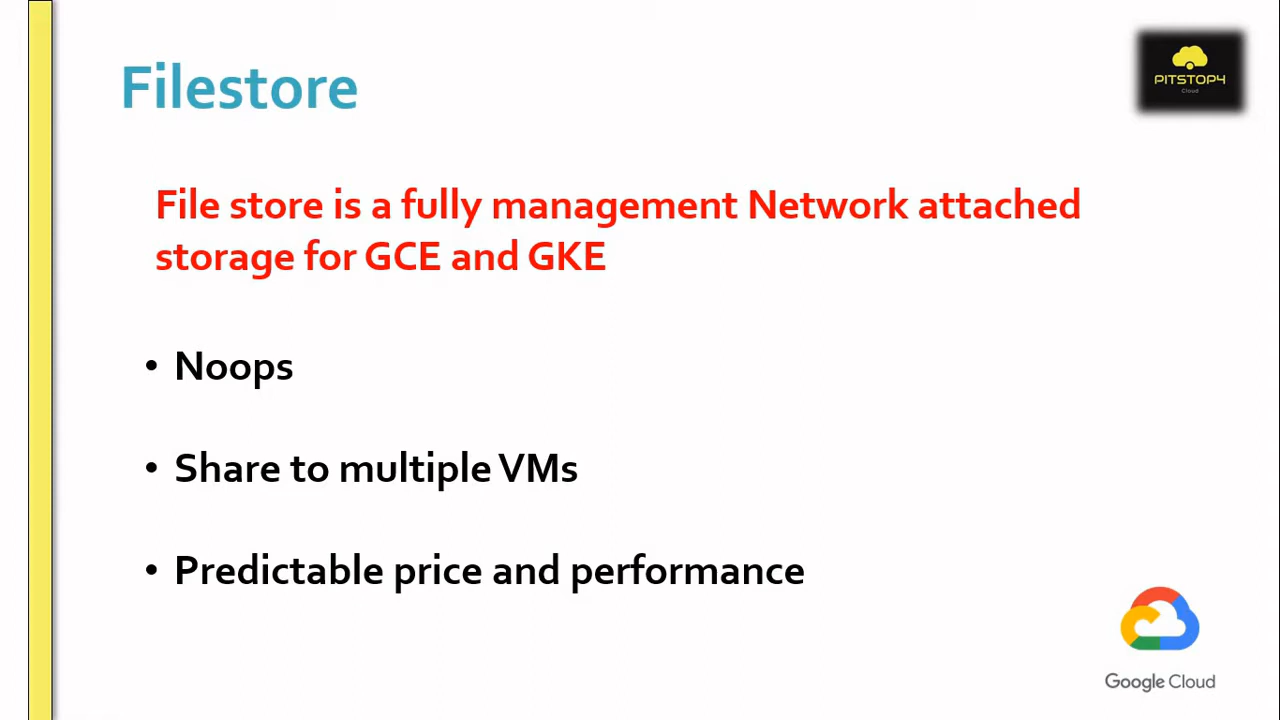 Filestore
PITSTOP4
Cloud
File store is a fully management Network attached
storage for GCE and GKE
• Noops
• Share to multiple VMs
• Predictable price and performance
Google Cloud